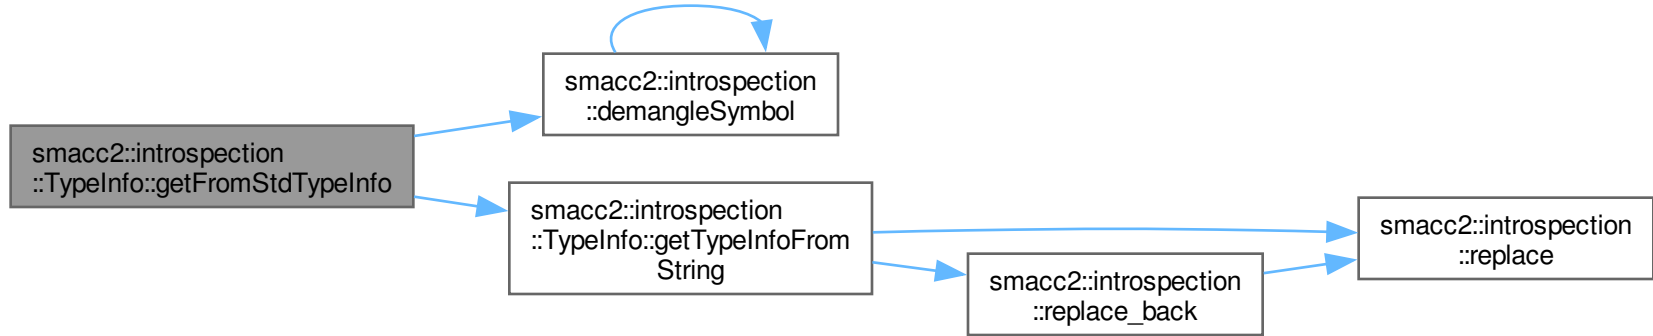 smacc2::introspection
::TypeInfo::getFromStdTypeInfo
smacc2::introspection
::demangleSymbol
smacc2::introspection
::TypeInfo::getTypeInfoFrom
String
smacc2::introspection
::replace_back
smacc2::introspection
::replace